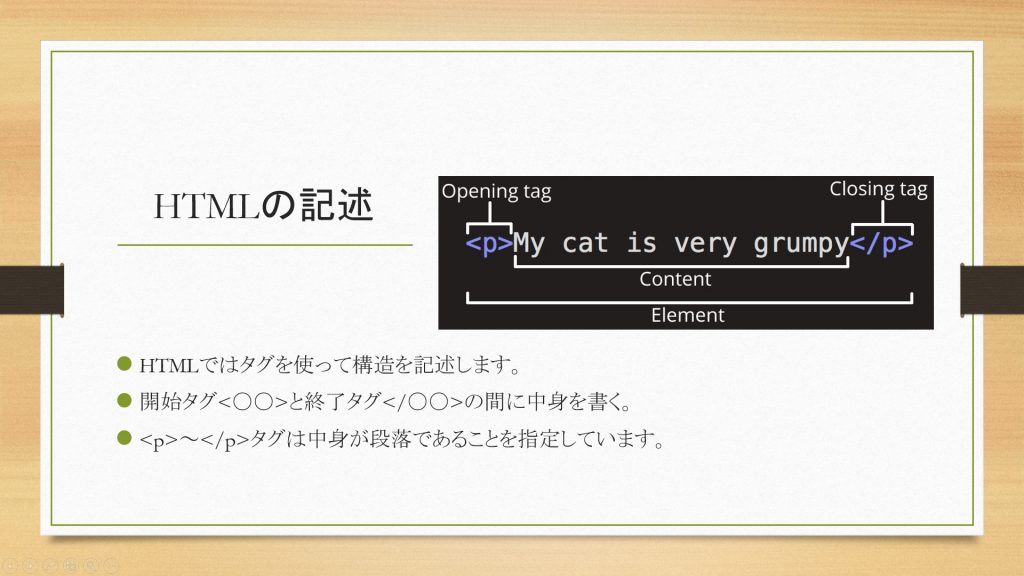 HTMLの記述
Opening tag
Closing tag
<p>My cat is very grumpy</p>
Content
Element
HTMLではタグを使って構造を記述します。
開始タグ<〇〇>と終了タグ</〇〇>の間に中身を書く。
<p>～</p>タグは中身が段落であることを指定しています。